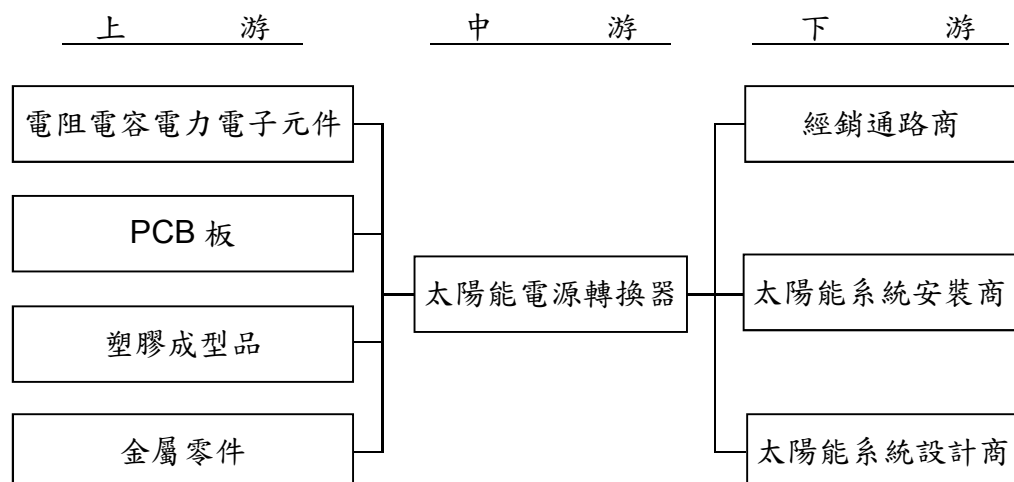 上游 中游 下游
電阻電容電力電子元件
PCB 板
塑膠成型品
金屬零件
太陽能電源轉換器
經銷通路商
太陽能系統安裝商
太陽能系統設計商